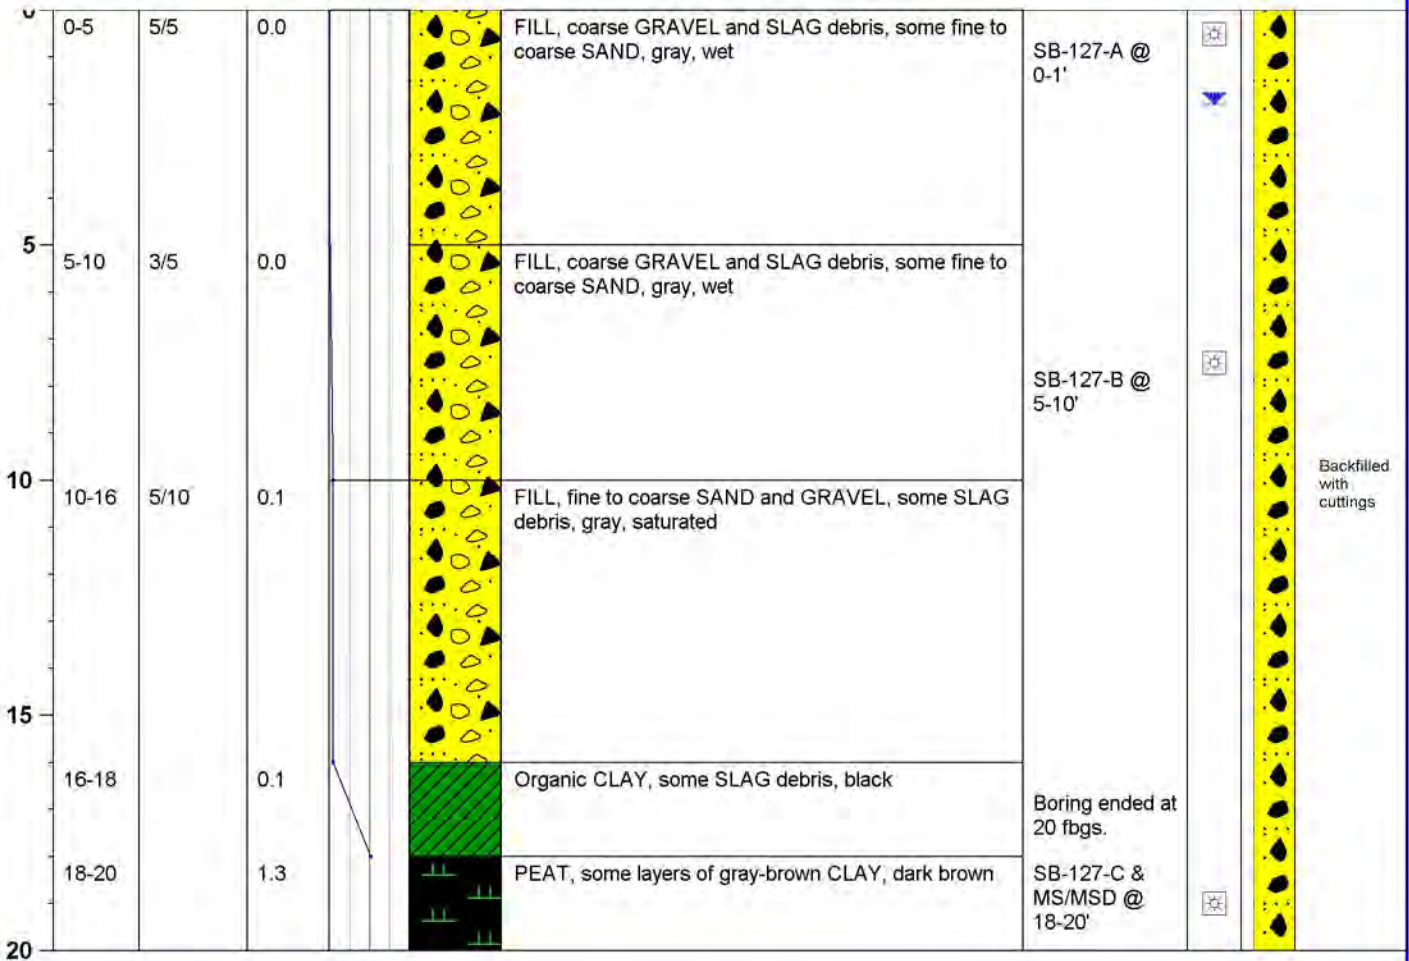 0
0-5
5/5
0.0
FILL, coarse GRAVEL and SLAG debris, some fine to
coarse SAND, gray, wet
SB-127-A @
0-1'
5
5-10
3/5
0.0
FILL, coarse GRAVEL and SLAG debris, some fine to
coarse SAND, gray, wet
SB-127-B @
5-10'
10
10-16
5/10
0.1
FILL, fine to coarse SAND and GRAVEL, some SLAG
debris, gray, saturated
Backfilled
with
cuttings
15
16-18
0.1
Organic CLAY, some SLAG debris, black
Boring ended at
20 fbgs.
18-20
1.3
PEAT, some layers of gray-brown CLAY, dark brown
SB-127-C &
MS/MSD @
18-20'
20